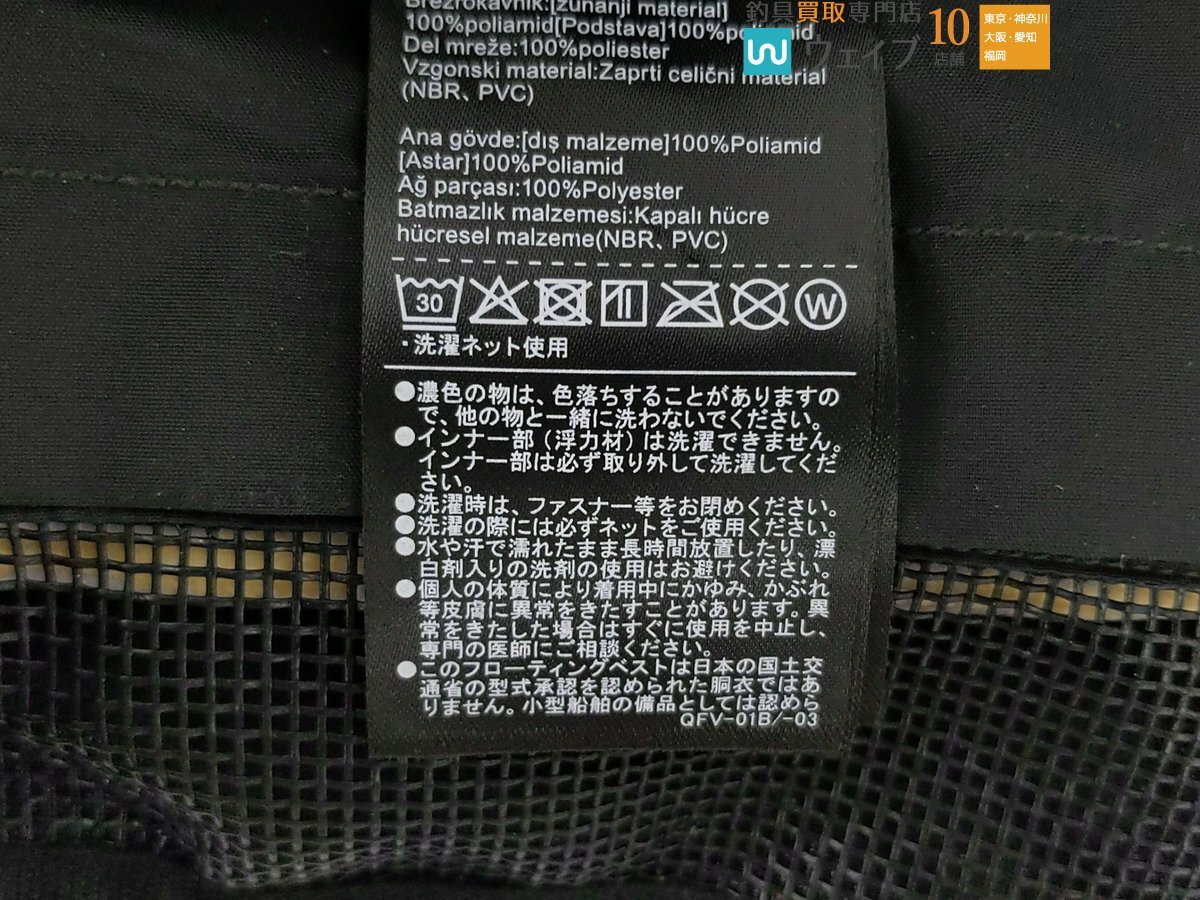 釣具買取専門店
ウェイブ
10
店舗
東京・神奈川
大阪・愛知
福岡
Brezrokavnik:[zunanji material]
100%poliamid[Podstava]100%poliamid
Del mreže:100%poliester
Vzgonski material:Zaprti celični material
(NBR、PVC)
Ana gövde:[dış malzeme]100%Poliamid
[Astar]100%Poliamid
Ağ parçası:100%Polyester
Batmazlık malzemesi:Kapalı hücre
hücresel malzeme(NBR、PVC)
30
W
・洗濯ネット使用
●濃色の物は、色落ちすることがありますの
で、他の物と一緒に洗わないでください。
●インナー部（浮力材）は洗濯できません。
インナー部は必ず取り外して洗濯してくだ
さい。
●洗濯時は、ファスナー等をお閉めください。
●洗濯の際には必ずネットをご使用ください。
●水や汗で濡れたまま長時間放置したり、漂
白剤入りの洗剤の使用はお避けください。
●個人の体質により着用中にかゆみ、かぶれ
等皮膚に異常をきたすことがあります。異
常をきたした場合はすぐに使用を中止し、
専門の医師にご相談ください。
●このフローティングベストは日本の国土交
通省の型式承認を認められた胴衣ではあ
りません。小型船舶の備品としては認めら
QFV-01B/-03